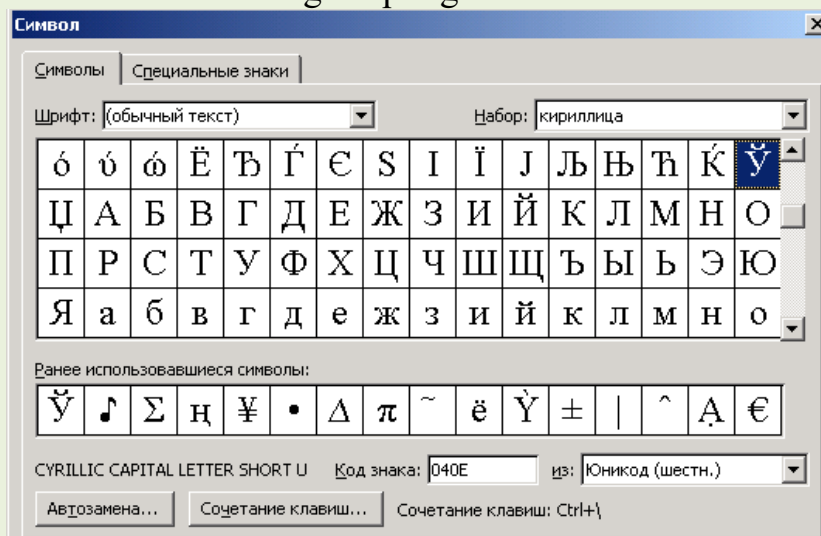 Символ
Символы Специальные знаки
Шрифт: (обычный текст) Набор: кириллица
ό ύ ώ Ё Ђ Ѓ Є Ѕ І Ї Ј Љ Њ Ћ Ќ Ў
Џ А Б В Г Д Е Ж З И Й К Л М Н О
П Р С Т У Ф Х Ц Ч Ш Щ Ъ Ы Ь Э Ю
Я а б в г д е ж з и й к л м н о
Ранее использовавшиеся символы:
Ў ♪ Σ ң ¥ • Δ π ~ ё Ỳ ± | ^ Ạ €
CYRILLIC CAPITAL LETTER SHORT U Код знака: 040E из: Юникод (шестн.)
Автозамена... Сочетание клавиш... Сочетание клавиш: Ctrl+\